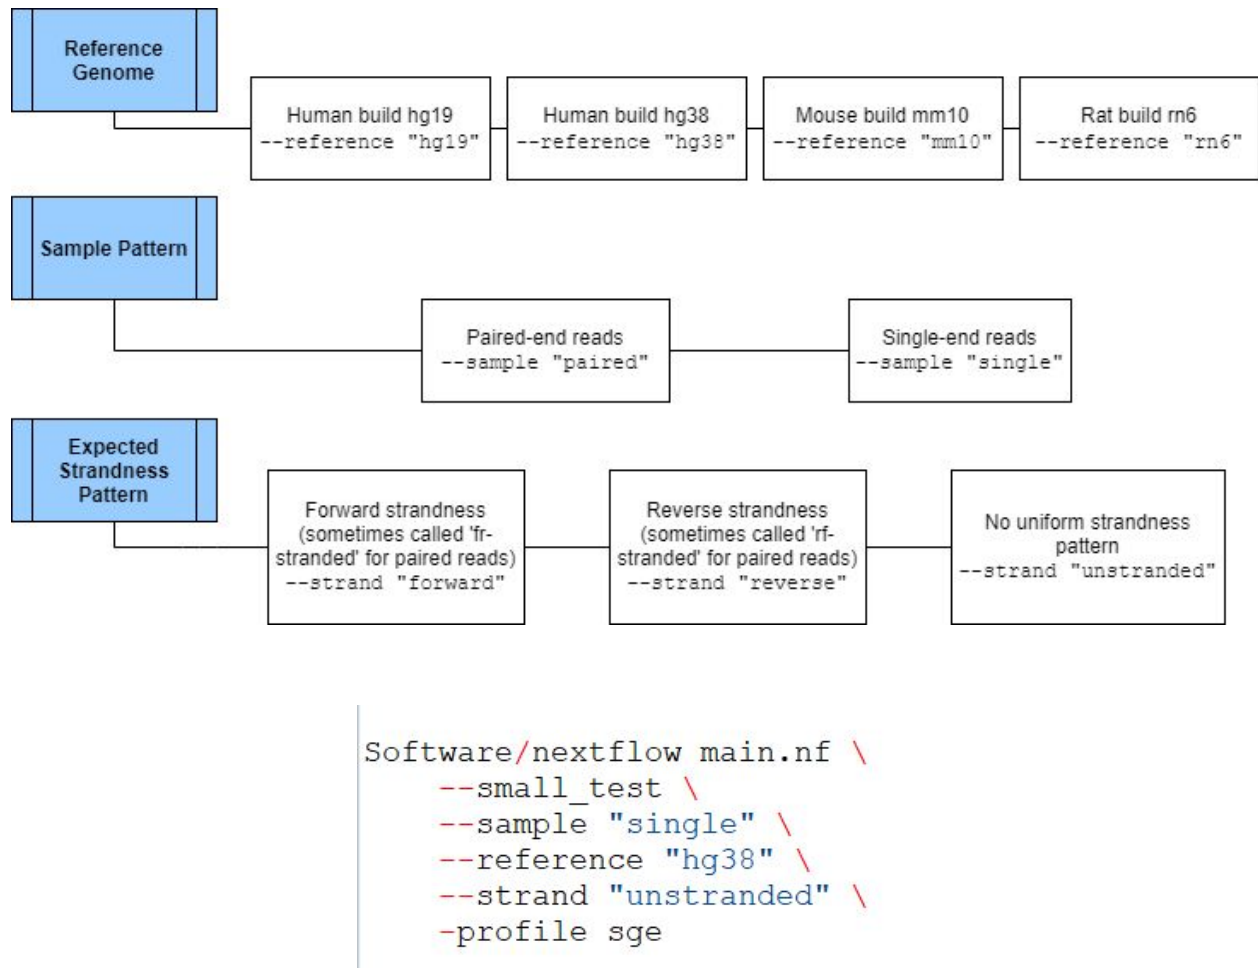 Reference
Genome
Human build hg19
--reference "hg19"
Human build hg38
--reference "hg38"
Mouse build mm10
--reference "mm10"
Rat build rn6
--reference "rn6"
Sample Pattern
Paired-end reads
--sample "paired"
Single-end reads
--sample "single"
Expected
Strandness
Pattern
Forward strandness
(sometimes called 'fr-
stranded' for paired reads)
--strand "forward"
Reverse strandness
(sometimes called 'rf-
stranded' for paired reads)
--strand "reverse"
No uniform strandness
pattern
--strand "unstranded"
Software/nextflow main.nf \
--small_test \
--sample "single" \
--reference "hg38" \
--strand "unstranded" \
-profile sge